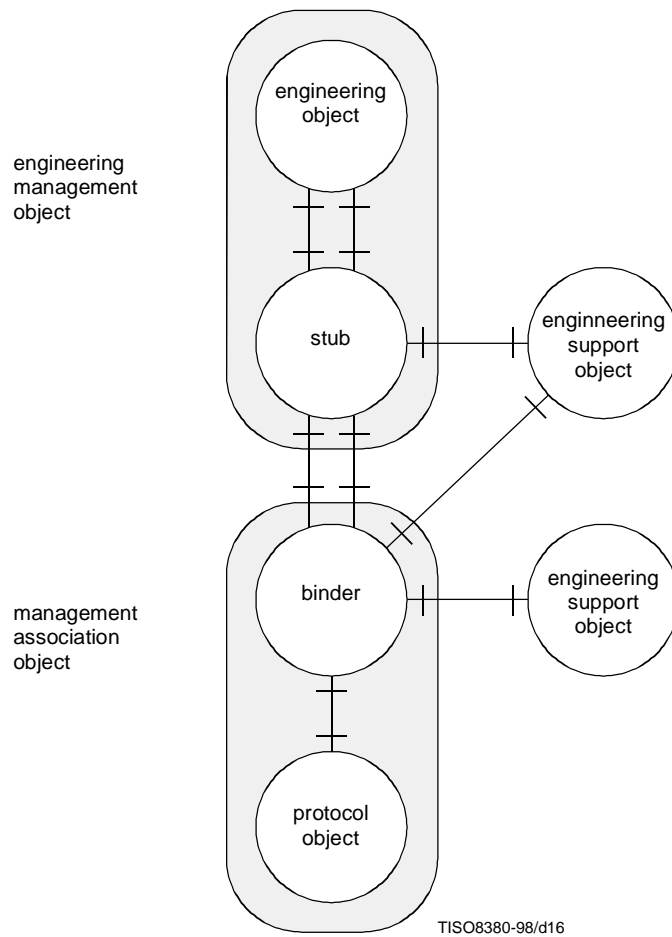 engineering
object
engineering
management
object
stub
enginneering
support
object
binder
engineering
support
object
management
association
object
protocol
object
TISO8380-98/d16